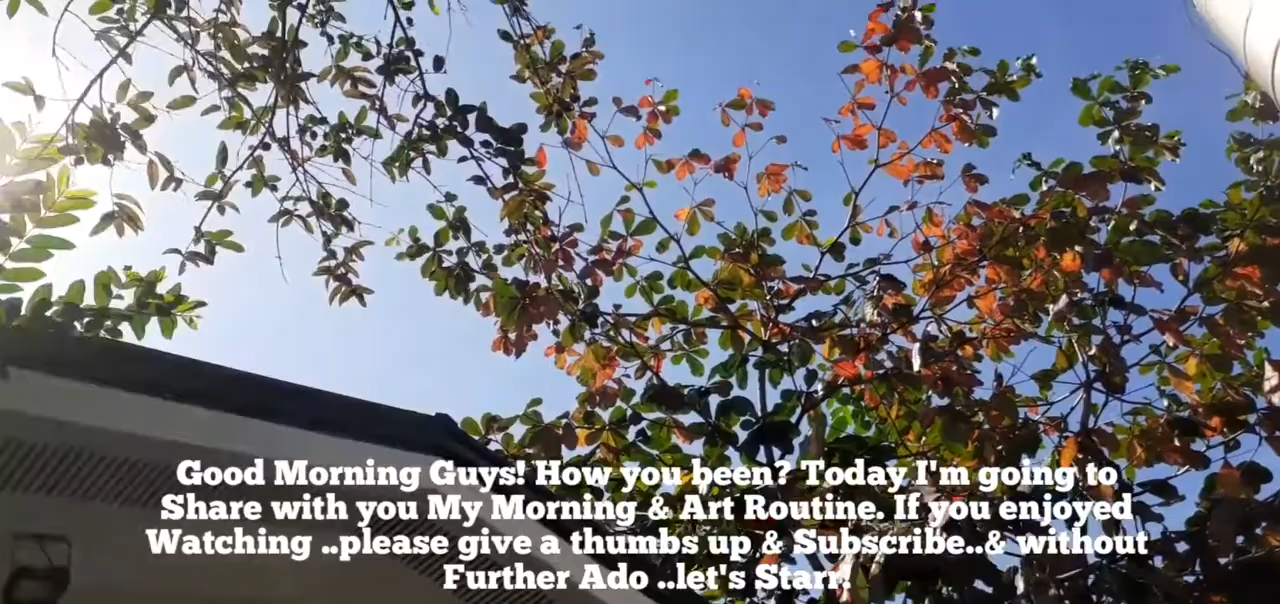 Good Morning Guys! How you been? Today I'm going to
Share with you My Morning & Art Routine. If you enjoyed
Watching ..please give a thumbs up & Subscribe..& without
Further Ado ..let's Starr!